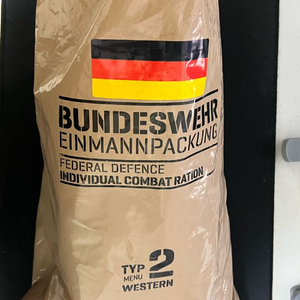 BUNDESWEHR
EINMANNPACKUNG
FEDERAL DEFENCE
INDIVIDUAL COMBAT RATION
TYP 2
MENU
WESTERN